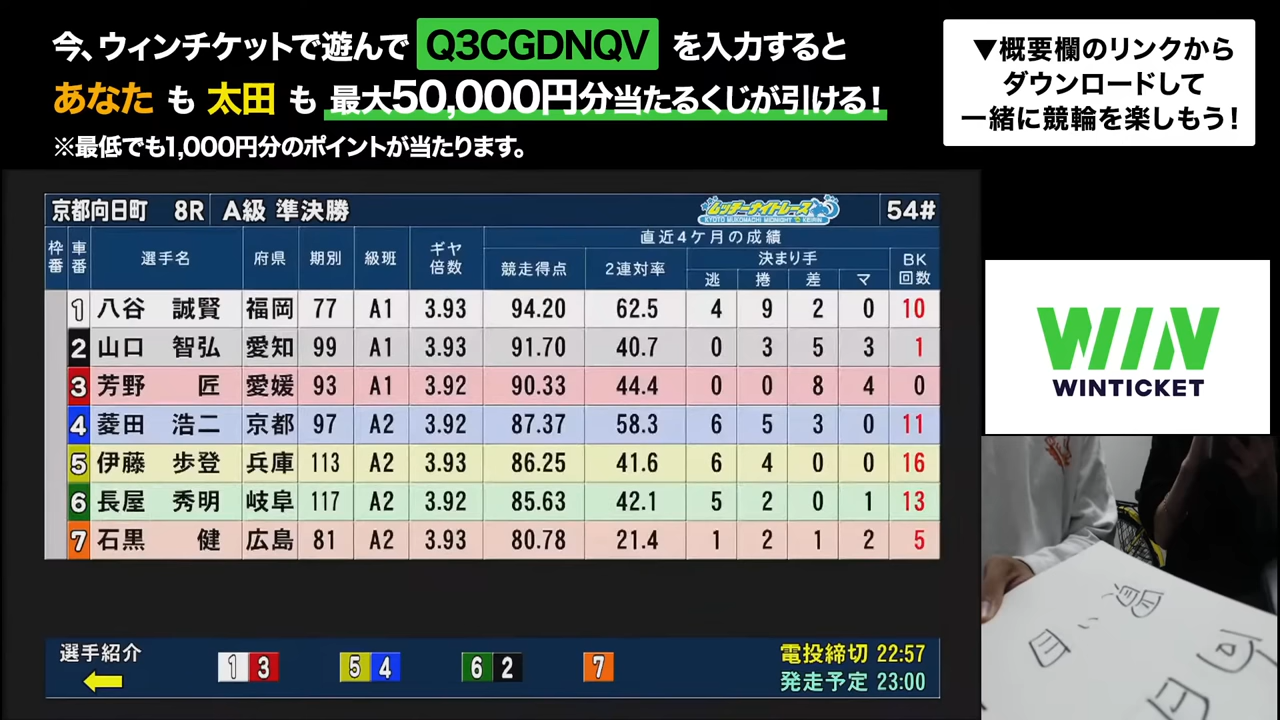 今、ウィンチケットで遊んで Q3CGDNQV を入力すると
あなた も 太田 も 最大50,000円分当たるくじが引ける!
※最低でも1,000円分のポイントが当たります。
▼概要欄のリンクから
ダウンロードして
一緒に競輪を楽しもう!
京都向日町 8R A級 準決勝 ムッチーナイトレース KYOTO MUKOMACHI MIDNIGHT KEIRIN 54#
枠番 車番 選手名 府県 期別 級班 ギヤ倍数 直近4ケ月の成績
競走得点 2連対率 決まり手 BK回数
逃 捲 差 マ
1 八谷 誠賢 福岡 77 A1 3.93 94.20 62.5 4 9 2 0 10
2 山口 智弘 愛知 99 A1 3.93 91.70 40.7 0 3 5 3 1
3 芳野 匠 愛媛 93 A1 3.92 90.33 44.4 0 0 8 4 0
4 菱田 浩二 京都 97 A2 3.92 87.37 58.3 6 5 3 0 11
5 伊藤 歩登 兵庫 113 A2 3.93 86.25 41.6 6 4 0 0 16
6 長屋 秀明 岐阜 117 A2 3.92 85.63 42.1 5 2 0 1 13
7 石黒 健 広島 81 A2 3.93 80.78 21.4 1 2 1 2 5
選手紹介 1 3 5 4 6 2 7 電投締切 22:57
発走予定 23:00
WIN
WINTICKET